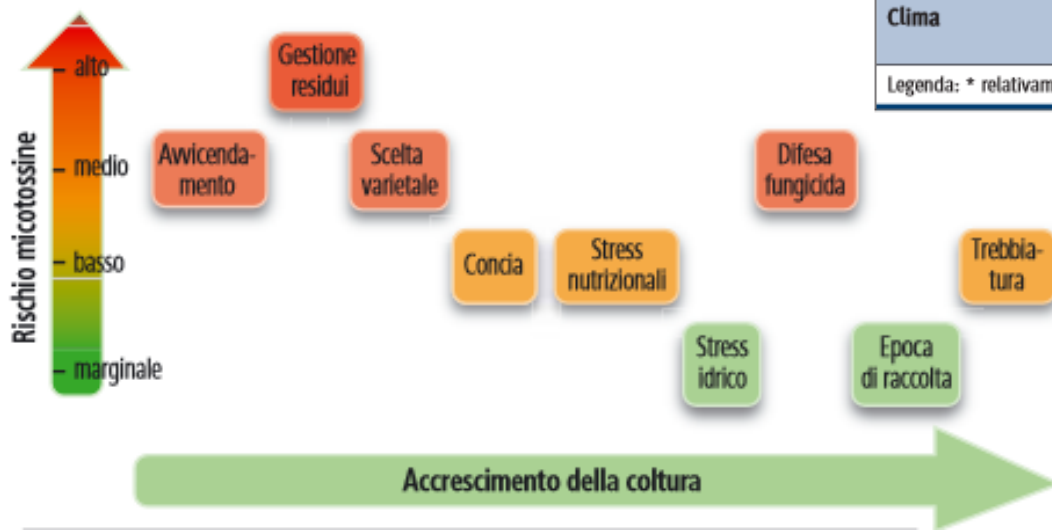 Clima
Legenda: * relativam
Rischio micotossine
alto
medio
basso
marginale
Avvicenda-
mento
Gestione
residui
Scelta
varietale
Concia
Stress
nutrizionali
Stress
idrico
Difesa
fungicida
Epoca
di raccolta
Trebbia-
tura
Accrescimento della coltura